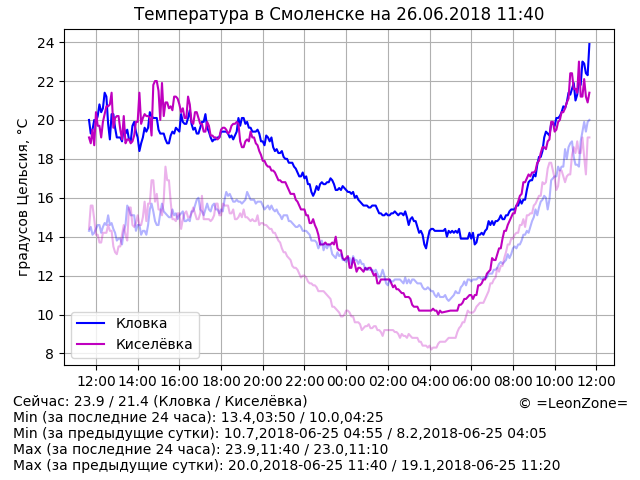 Температура в Смоленске на 26.06.2018 11:40
24
22
20
18
16
14
12
10
8
градусов Цельсия, °C
Кловка
Киселёвка
12:00 14:00 16:00 18:00 20:00 22:00 00:00 02:00 04:00 06:00 08:00 10:00 12:00
Сейчас: 23.9 / 21.4 (Кловка / Киселёвка)
© =LeonZone=
Min (за последние 24 часа): 13.4,03:50 / 10.0,04:25
Min (за предыдущие сутки): 10.7,2018-06-25 04:55 / 8.2,2018-06-25 04:05
Max (за последние 24 часа): 23.9,11:40 / 23.0,11:10
Max (за предыдущие сутки): 20.0,2018-06-25 11:40 / 19.1,2018-06-25 11:20